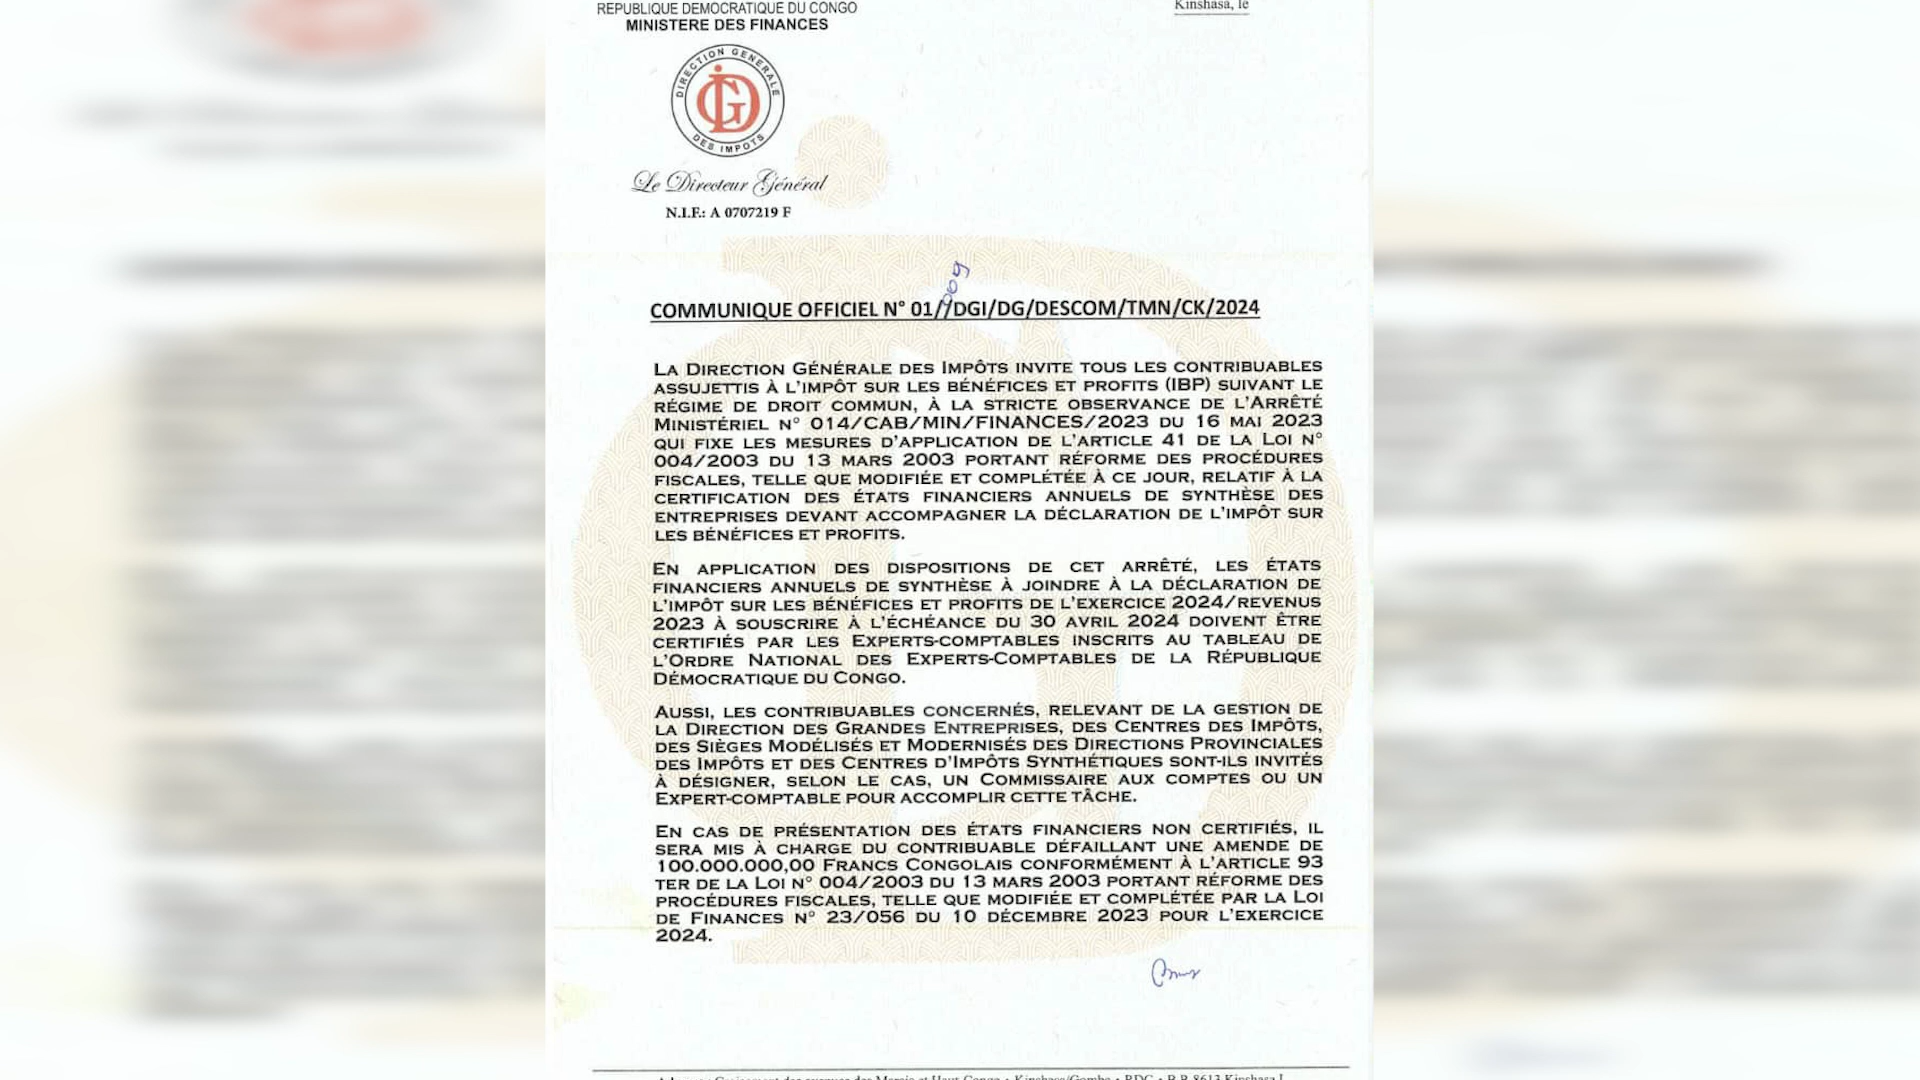 REPUBLIQUE DEMOCRATIQUE DU CONGO
MINISTERE DES FINANCES
Kinshasa, le
DIRECTION GENERALE
DES IMPOTS
Le Directeur Général
N.I.F.: A 0707219 F
009
COMMUNIQUE OFFICIEL N° 01//DGI/DG/DESCOM/TMN/CK/2024
LA DIRECTION GÉNÉRALE DES IMPÔTS INVITE TOUS LES CONTRIBUABLES
ASSUJETTIS À L'IMPÔT SUR LES BÉNÉFICES ET PROFITS (IBP) SUIVANT LE
RÉGIME DE DROIT COMMUN, À LA STRICTE OBSERVANCE DE L'ARRÊTÉ
MINISTÉRIEL N° 014/CAB/MIN/FINANCES/2023 DU 16 MAI 2023
QUI FIXE LES MESURES D'APPLICATION DE L'ARTICLE 41 DE LA LOI N°
004/2003 DU 13 MARS 2003 PORTANT RÉFORME DES PROCÉDURES
FISCALES, TELLE QUE MODIFIÉE ET COMPLÉTÉE À CE JOUR, RELATIF À LA
CERTIFICATION DES ÉTATS FINANCIERS ANNUELS DE SYNTHÈSE DES
ENTREPRISES DEVANT ACCOMPAGNER LA DÉCLARATION DE L'IMPÔT SUR
LES BÉNÉFICES ET PROFITS.
EN APPLICATION DES DISPOSITIONS DE CET ARRÊTÉ, LES ÉTATS
FINANCIERS ANNUELS DE SYNTHÈSE À JOINDRE À LA DÉCLARATION DE
L'IMPÔT SUR LES BÉNÉFICES ET PROFITS DE L'EXERCICE 2024/REVENUS
2023 À SOUSCRIRE À L'ÉCHÉANCE DU 30 AVRIL 2024 DOIVENT ÊTRE
CERTIFIÉS PAR LES EXPERTS-COMPTABLES INSCRITS AU TABLEAU DE
L'ORDRE NATIONAL DES EXPERTS-COMPTABLES DE LA RÉPUBLIQUE
DÉMOCRATIQUE DU CONGO.
AUSSI, LES CONTRIBUABLES CONCERNÉS, RELEVANT DE LA GESTION DE
LA DIRECTION DES GRANDES ENTREPRISES, DES CENTRES DES IMPÔTS,
DES SIÈGES MODÉLISÉS ET MODERNISÉS DES DIRECTIONS PROVINCIALES
DES IMPÔTS ET DES CENTRES D'IMPÔTS SYNTHÉTIQUES SONT-ILS INVITÉS
À DÉSIGNER, SELON LE CAS, UN COMMISSAIRE AUX COMPTES OU UN
EXPERT-COMPTABLE POUR ACCOMPLIR CETTE TÂCHE.
EN CAS DE PRÉSENTATION DES ÉTATS FINANCIERS NON CERTIFIÉS, IL
SERA MIS À CHARGE DU CONTRIBUABLE DÉFAILLANT UNE AMENDE DE
100.000.000,00 FRANCS CONGOLAIS CONFORMÉMENT À L'ARTICLE 93
TER DE LA LOI N° 004/2003 DU 13 MARS 2003 PORTANT RÉFORME DES
PROCÉDURES FISCALES, TELLE QUE MODIFIÉE ET COMPLÉTÉE PAR LA LOI
DE FINANCES N° 23/056 DU 10 DÉCEMBRE 2023 POUR L'EXERCICE
2024.
Croisement des avenues des Marais et Haut-Congo • Kinshasa/Gombe • RDC • B.P. 8613 Kinshasa I